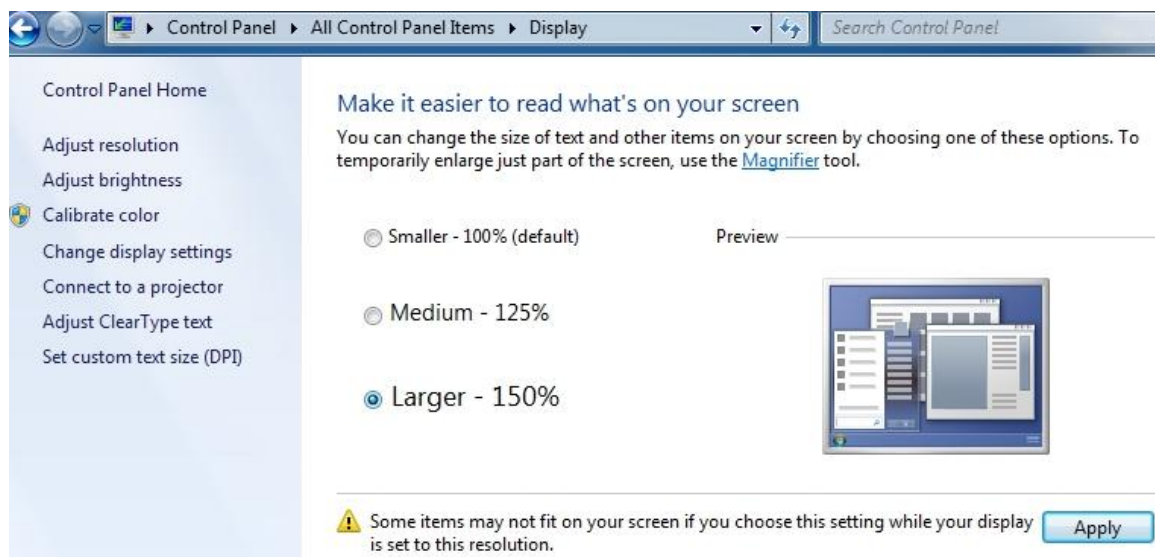 Control Panel ▸ All Control Panel Items ▸ Display
Search Control Panel
Control Panel Home
Adjust resolution
Adjust brightness
Calibrate color
Change display settings
Connect to a projector
Adjust ClearType text
Set custom text size (DPI)
Make it easier to read what's on your screen
You can change the size of text and other items on your screen by choosing one of these options. To
temporarily enlarge just part of the screen, use the Magnifier tool.
Smaller - 100% (default)
Preview
Medium - 125%
Larger - 150%
Some items may not fit on your screen if you choose this setting while your display
is set to this resolution.
Apply